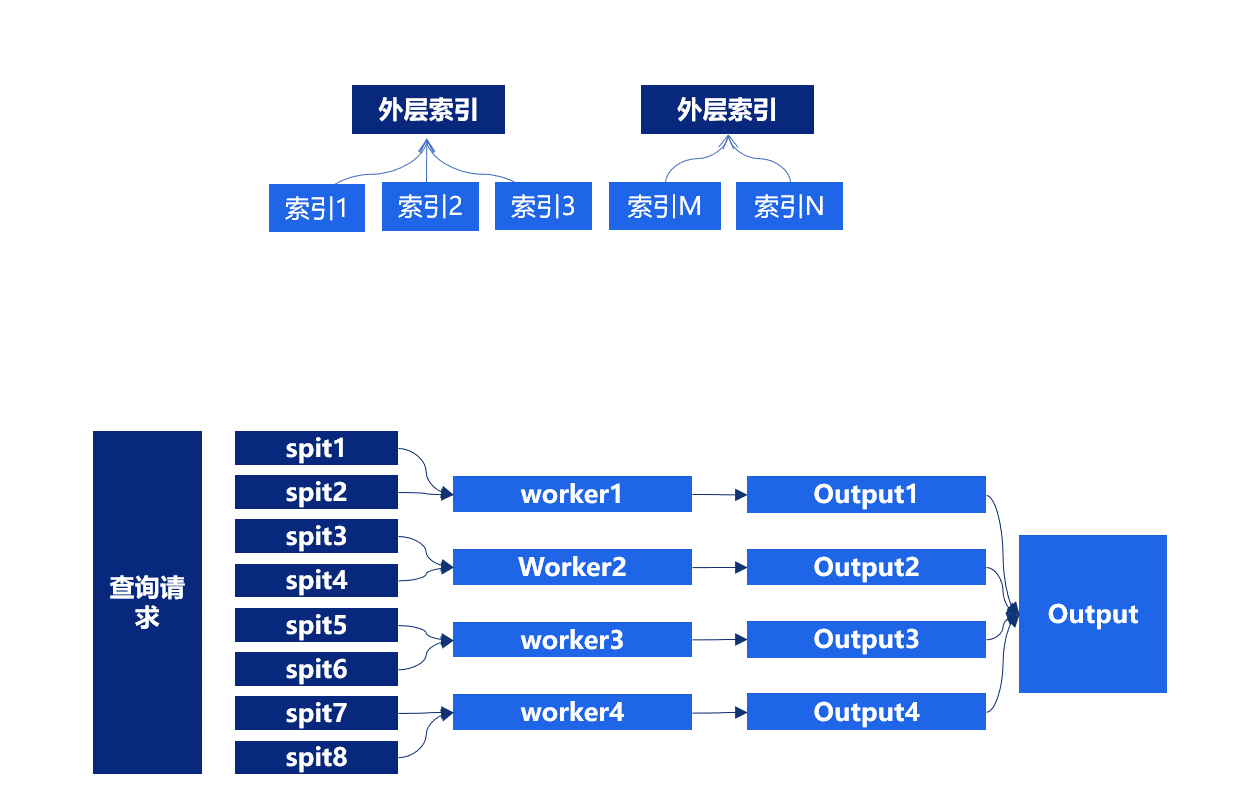 外层索引
外层索引
索引1
索引2
索引3
索引M
索引N
查询请
求
spit1
spit2
spit3
spit4
spit5
spit6
spit7
spit8
worker1
Worker2
worker3
worker4
Output1
Output2
Output3
Output4
Output